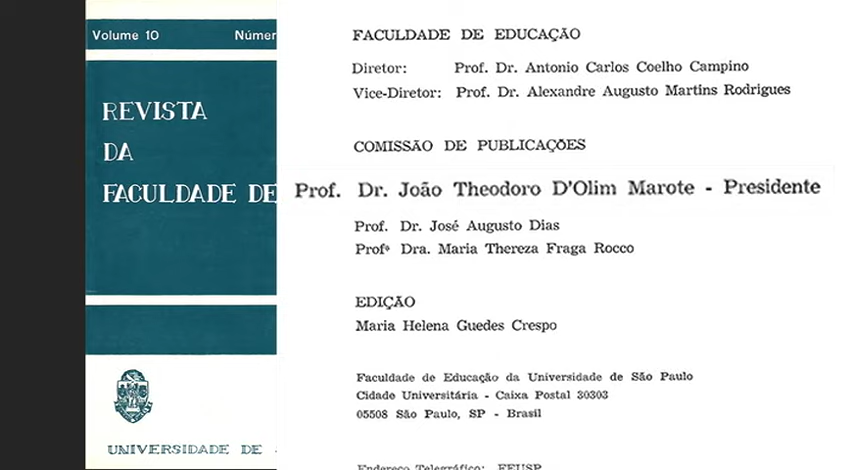 Volume 10 Númer
REVISTA
DA
FACULDADE DE
UNIVERSIDADE DE
FACULDADE DE EDUCAÇÃO
Diretor: Prof. Dr. Antonio Carlos Coelho Campino
Vice-Diretor: Prof. Dr. Alexandre Augusto Martins Rodrigues
COMISSÃO DE PUBLICAÇÕES
Prof. Dr. João Theodoro D'Olim Marote - Presidente
Prof. Dr. José Augusto Dias
Profª Dra. Maria Thereza Fraga Rocco
EDIÇÃO
Maria Helena Guedes Crespo
Faculdade de Educação da Universidade de São Paulo
Cidade Universitária - Caixa Postal 30303
05508 São Paulo, SP - Brasil
Endereço Telegráfico: FEUSP